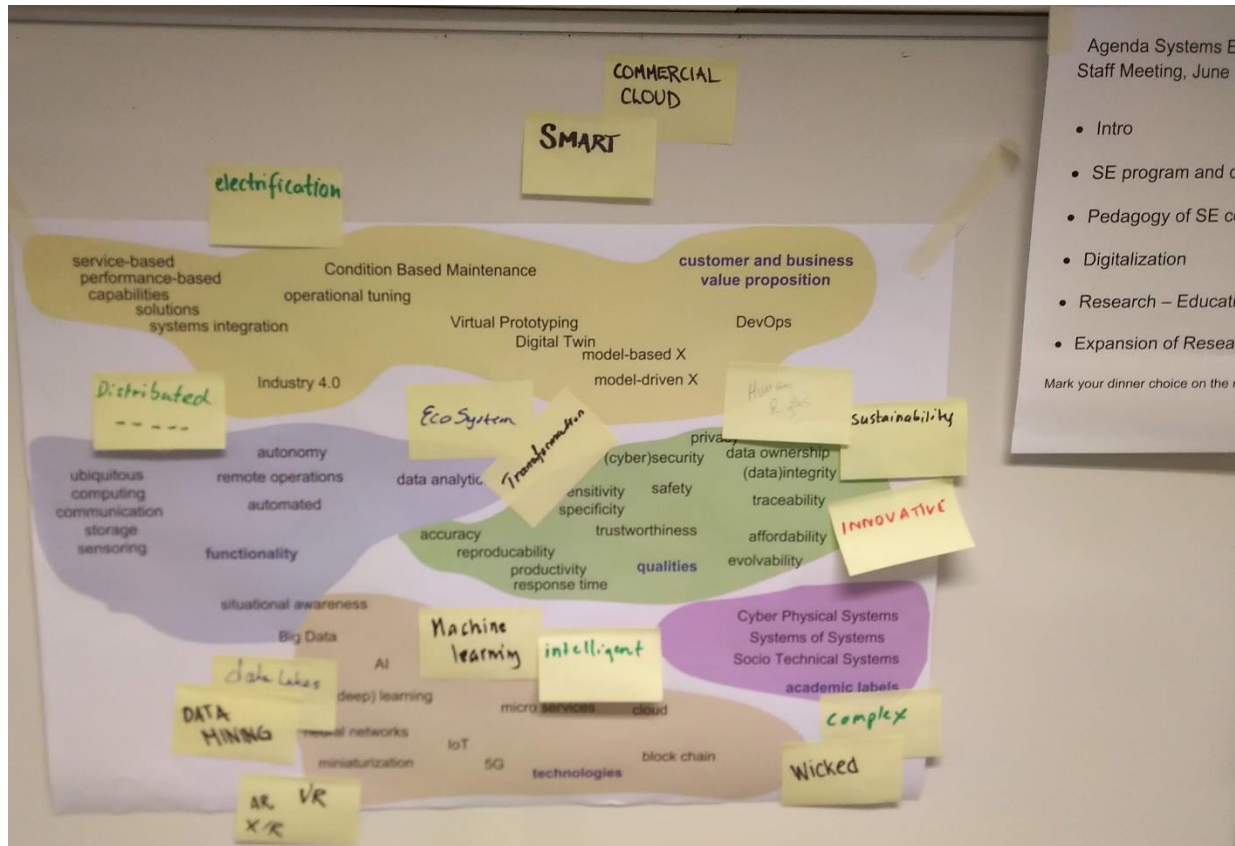 COMMERCIAL
CLOUD
SMART
electrification
service-based
performance-based
capabilities
solutions
systems integration
Condition Based Maintenance
operational tuning
customer and business
value proposition
Virtual Prototyping
Digital Twin
model-based X
model-driven X
DevOps
Industry 4.0
Distributed
-----
EcoSystem
Transformation
Human
sustainability
INNOVATIVE
autonomy
ubiquitous
computing
communication
storage
sensoring
remote operations
automated
data analytic
functionality
situational awareness
(cyber)security
data ownership
(data)integrity
safety
specificity
traceability
trustworthiness
accuracy
reproducability
productivity
response time
qualities
affordability
evolvability
Cyber Physical Systems
Systems of Systems
Socio Technical Systems
academic labels
Big Data
AI
Machine
learning
intelligent
data lakes
deep) learning
DATA
MINING
networks
micro services
cloud
IoT
miniaturization
5G
technologies
block chain
complex
Wicked
AR VR
X/R
Agenda Systems E
Staff Meeting, June
• Intro
• SE program and
• Pedagogy of SE
• Digitalization
• Research – Educati
• Expansion of Resea
Mark your dinner choice on the